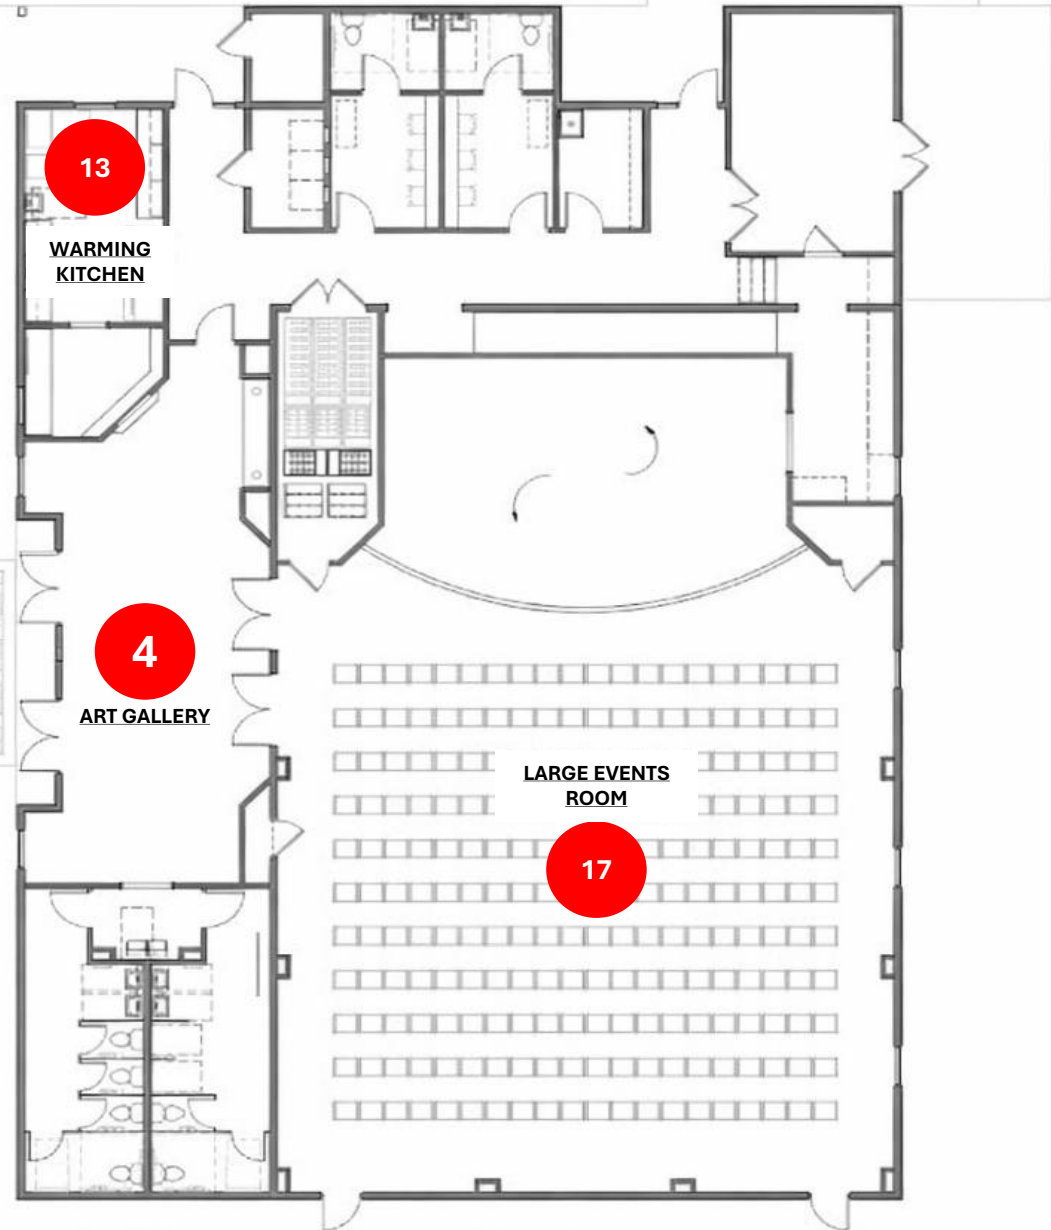 13
WARMING
KITCHEN
4
ART GALLERY
LARGE EVENTS
ROOM
17